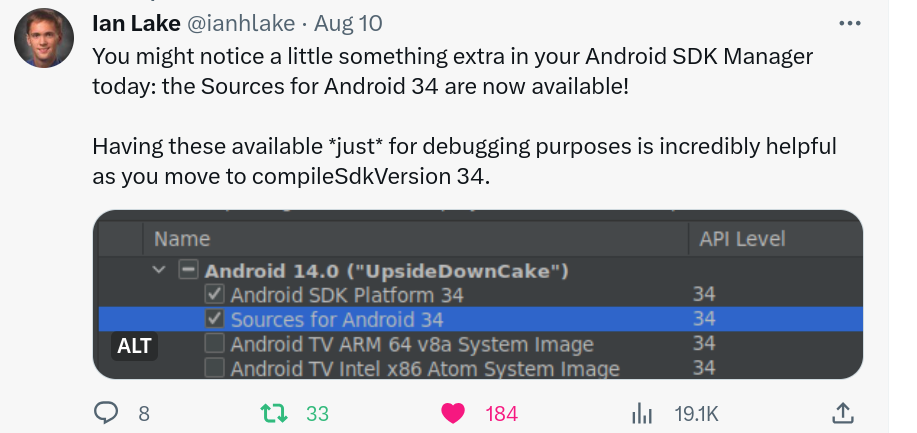 Ian Lake @ianhlake · Aug 10
You might notice a little something extra in your Android SDK Manager
today: the Sources for Android 34 are now available!
Having these available *just* for debugging purposes is incredibly helpful
as you move to compileSdkVersion 34.
Name API Level
Android 14.0 ("UpsideDownCake")
Android SDK Platform 34 34
Sources for Android 34 34
Android TV ARM 64 v8a System Image 34
Android TV Intel x86 Atom System Image 34
ALT
8 33 184 19.1K